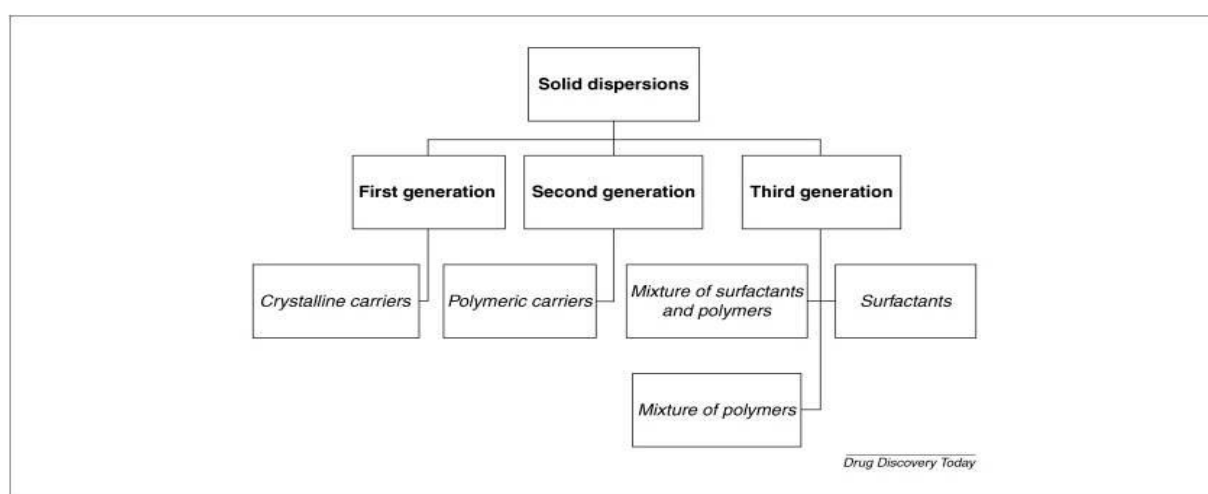 Solid dispersions
First generation
Second generation
Third generation
Crystalline carriers
Polymeric carriers
Mixture of surfactants
and polymers
Surfactants
Mixture of polymers
Drug Discovery Today